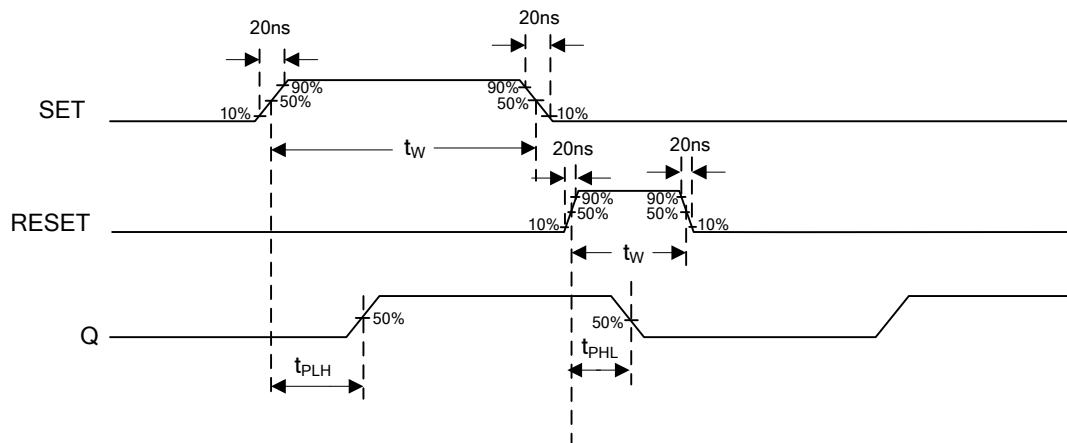 20ns 20ns
90% 90%
SET 50% 50%
10% 10%
tW 20ns 20ns
90% 90%
RESET 50% 50%
10% 10%
tW
Q 50% 50%
tPLH tPHL